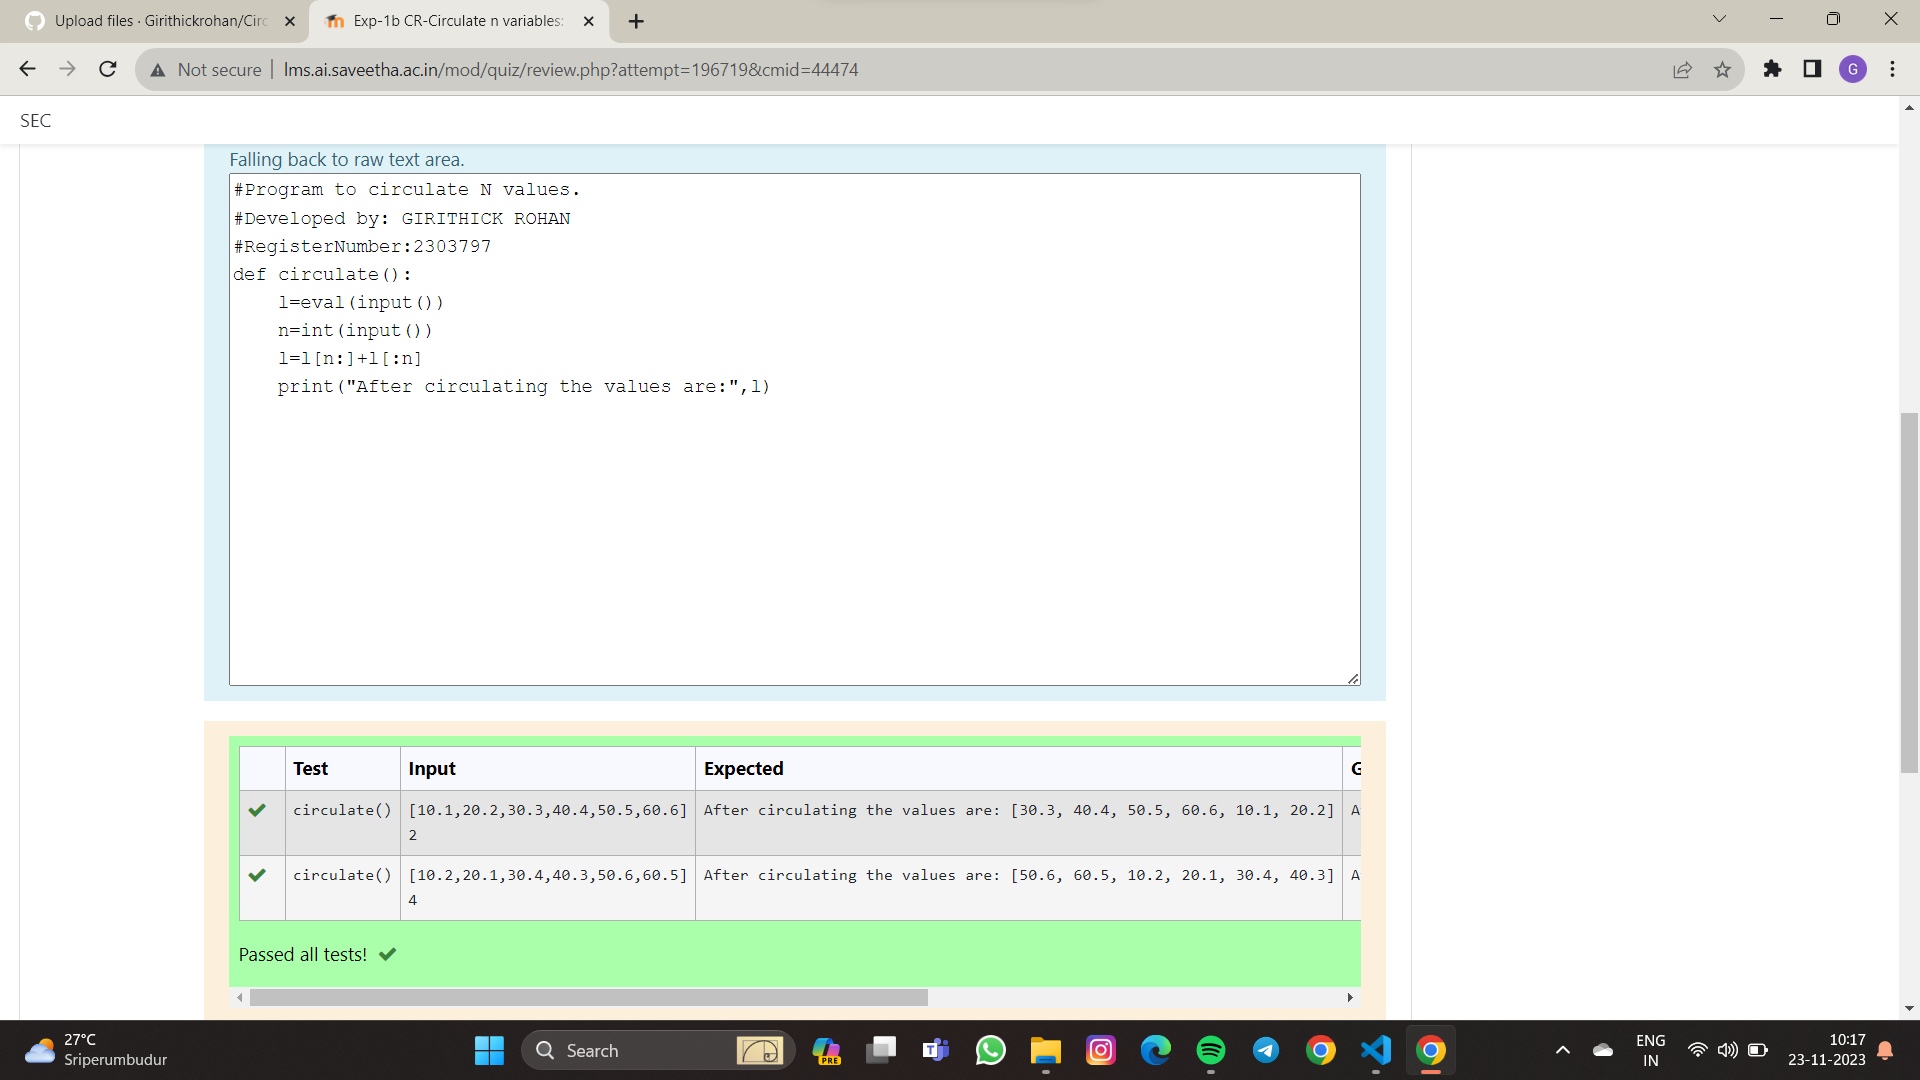 Upload files · Girithickrohan/Circ
Exp-1b CR-Circulate n variables:
Not secure | lms.ai.saveetha.ac.in/mod/quiz/review.php?attempt=196719&cmid=44474
G
SEC
Falling back to raw text area.
#Program to circulate N values.
#Developed by: GIRITHICK ROHAN
#RegisterNumber:2303797
def circulate():
    l=eval(input())
    n=int(input())
    l=l[n:]+l[:n]
    print("After circulating the values are:",l)
Test Input Expected G
circulate() [10.1,20.2,30.3,40.4,50.5,60.6] After circulating the values are: [30.3, 40.4, 50.5, 60.6, 10.1, 20.2] A
2
circulate() [10.2,20.1,30.4,40.3,50.6,60.5] After circulating the values are: [50.6, 60.5, 10.2, 20.1, 30.4, 40.3] A
4
Passed all tests!
27°C
Sriperumbudur
Search
PRE
ENG
IN
10:17
23-11-2023